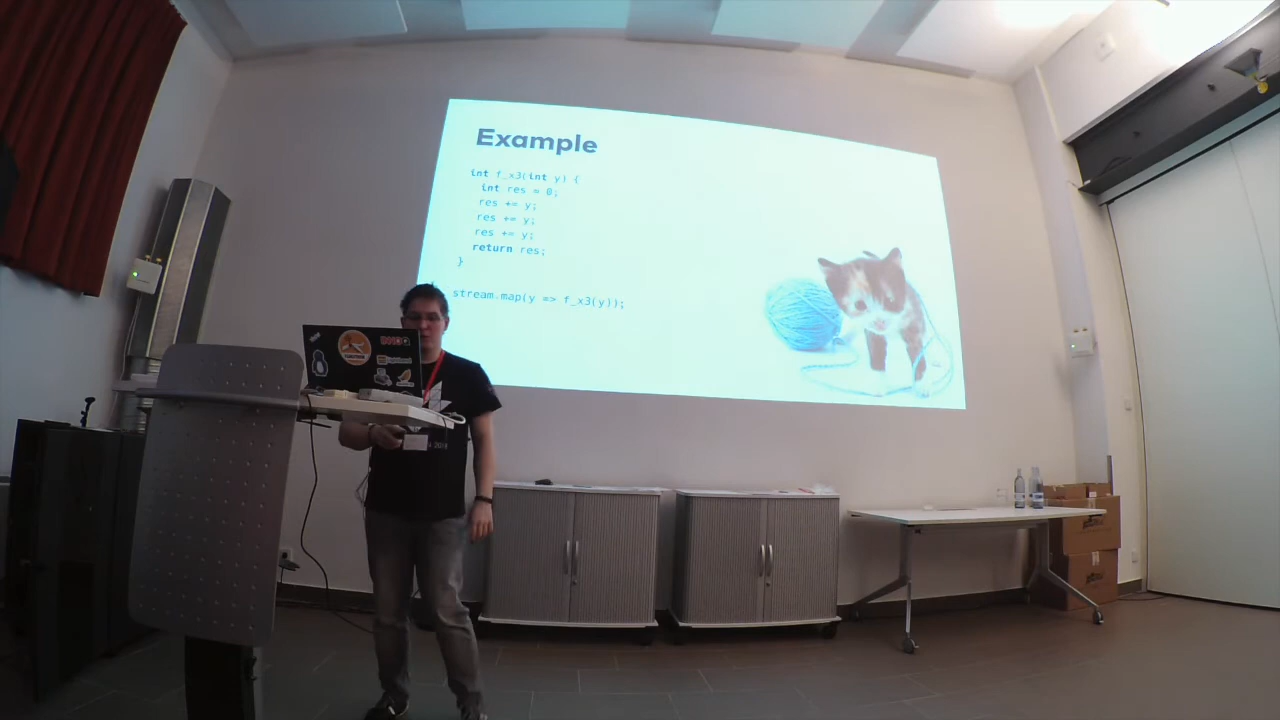 Example
int f_x3(int y) {
int res = 0;
res += y;
res += y;
res += y;
return res;
}
stream.map(y => f_x3(y));